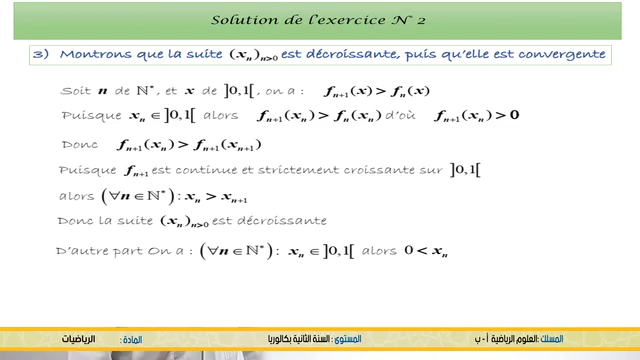 Solution de l'exercice N° 2
3) Montrons que la suite (xₙ)ₙ>₀ est décroissante, puis qu'elle est convergente
Soit n de ℕ*, et x de ]0,1[, on a : fₙ₊₁(x) > fₙ(x)
Puisque xₙ ∈ ]0,1[ alors fₙ₊₁(xₙ) > fₙ(xₙ) d'où fₙ₊₁(xₙ) > 0
Donc fₙ₊₁(xₙ) > fₙ₊₁(xₙ₊₁)
Puisque fₙ₊₁ est continue et strictement croissante sur ]0,1[
alors (∀n ∈ ℕ*) : xₙ > xₙ₊₁
Donc la suite (xₙ)ₙ>₀ est décroissante
D'autre part On a : (∀n ∈ ℕ*) : xₙ ∈ ]0,1[ alors 0 < xₙ
المسلك :العلوم الرياضية أ - ب المستوى : السنة الثانية بكالوريا المادة : الرياضيات